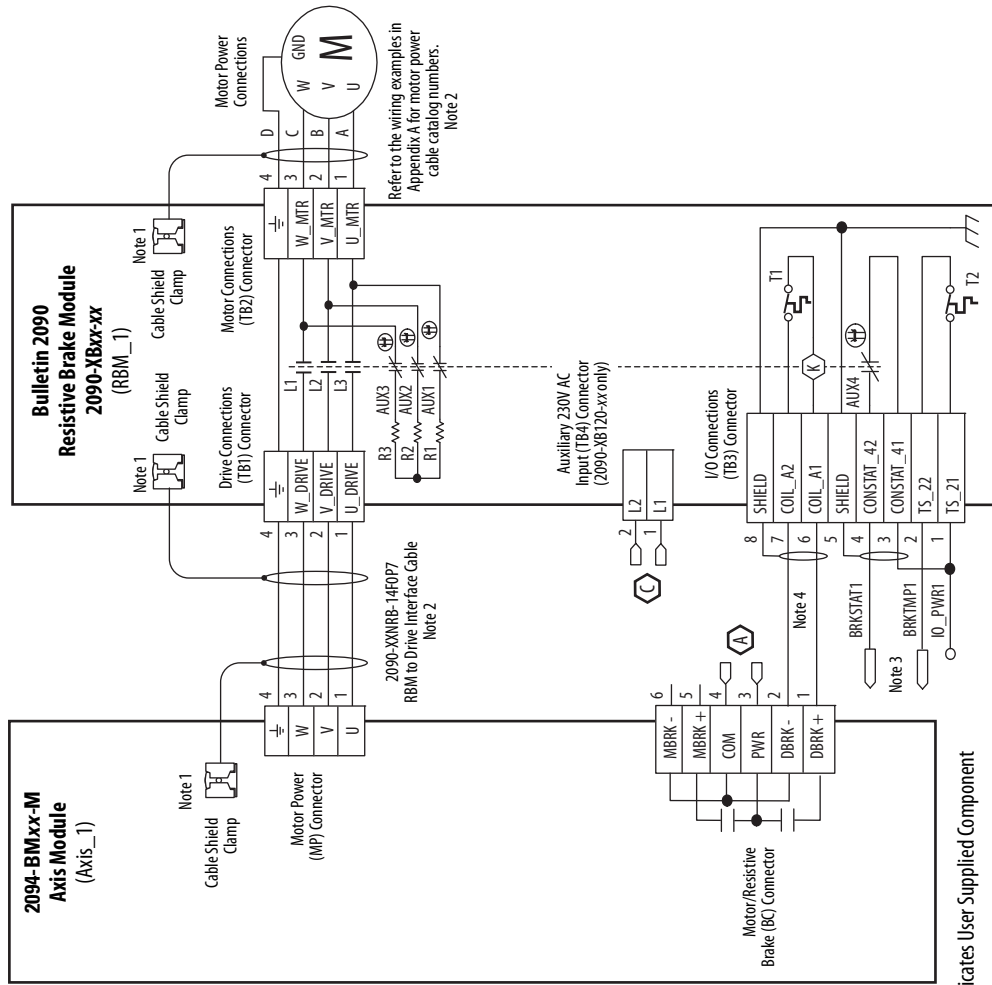 2094-BMxx-M
Axis Module
(Axis_1)
Note 1
Cable Shield
Clamp
Motor Power
(MP) Connector
W
V
U
4
3
2
1
2090-XXNRB-14F0P7
RBM to Drive Interface Cable
Note 2
Motor/Resistive
Brake (BC) Connector
MBRK -
MBRK +
COM
PWR
DBRK -
DBRK +
6
5
4
3
2
1
A
Bulletin 2090
Resistive Brake Module
2090-XBxx-xx
(RBM_1)
Note 1
Cable Shield
Clamp
Note 1
Cable Shield
Clamp
Drive Connections
(TB1) Connector
4
3
2
1
W_DRIVE
V_DRIVE
U_DRIVE
L1
L2
L3
R3
R2
R1
AUX3
AUX2
AUX1
Motor Connections
(TB2) Connector
W_MTR
V_MTR
U_MTR
4
3
2
1
D
C
B
A
Motor Power
Connections
GND
W
V
U
M
Refer to the wiring examples in
Appendix A for motor power
cable catalog numbers.
Note 2
Auxiliary 230V AC
Input (TB4) Connector
(2090-XB120-xx only)
L2
L1
2
1
C
I/O Connections
(TB3) Connector
SHIELD
COIL_A2
COIL_A1
SHIELD
CONSTAT_42
CONSTAT_41
TS_22
TS_21
8
7
6
5
4
3
2
1
Note 4
BRKSTAT1
BRKTMP1
IO_PWR1
Note 3
K
AUX4
T1
T2
icates User Supplied Component